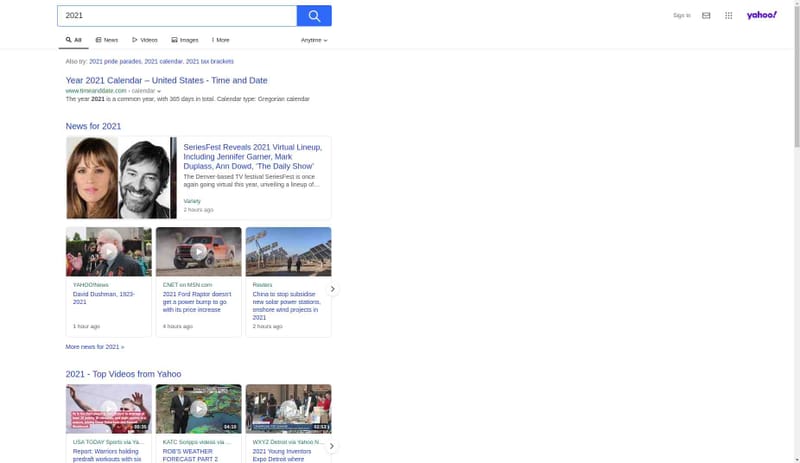 2021
Sign in
yahoo!
All
News
Videos
Images
More
Anytime
Also try: 2021 pride parades, 2021 calendar, 2021 tax brackets
Year 2021 Calendar – United States - Time and Date
www.timeanddate.com › calendar
The year 2021 is a common year, with 365 days in total. Calendar type: Gregorian calendar
News for 2021
SeriesFest Reveals 2021 Virtual Lineup,
Including Jennifer Garner, Mark
Duplass, Ann Dowd, ‘The Daily Show’
The Denver-based TV festival SeriesFest is once
again going virtual this year, unveiling a lineup of…
Variety
2 hours ago
YAHOO!News
David Dushman, 1923-
2021
1 hour ago
CNET on MSN.com
2021 Ford Raptor doesn't
get a power bump to go
with its price increase
4 hours ago
Reuters
China to stop subsidise
new solar power stations,
onshore wind projects in
2021
2 hours ago
More news for 2021 »
2021 - Top Videos from Yahoo
00:35
04:19
02:53
USA TODAY Sports via Ya...
Report: Warriors holding
predraft workouts with six
KATC Scripps videos via ...
ROB'S WEATHER
FORECAST PART 2
WXYZ Detroit via Yahoo N...
2021 Young Inventors
Expo Detroit where